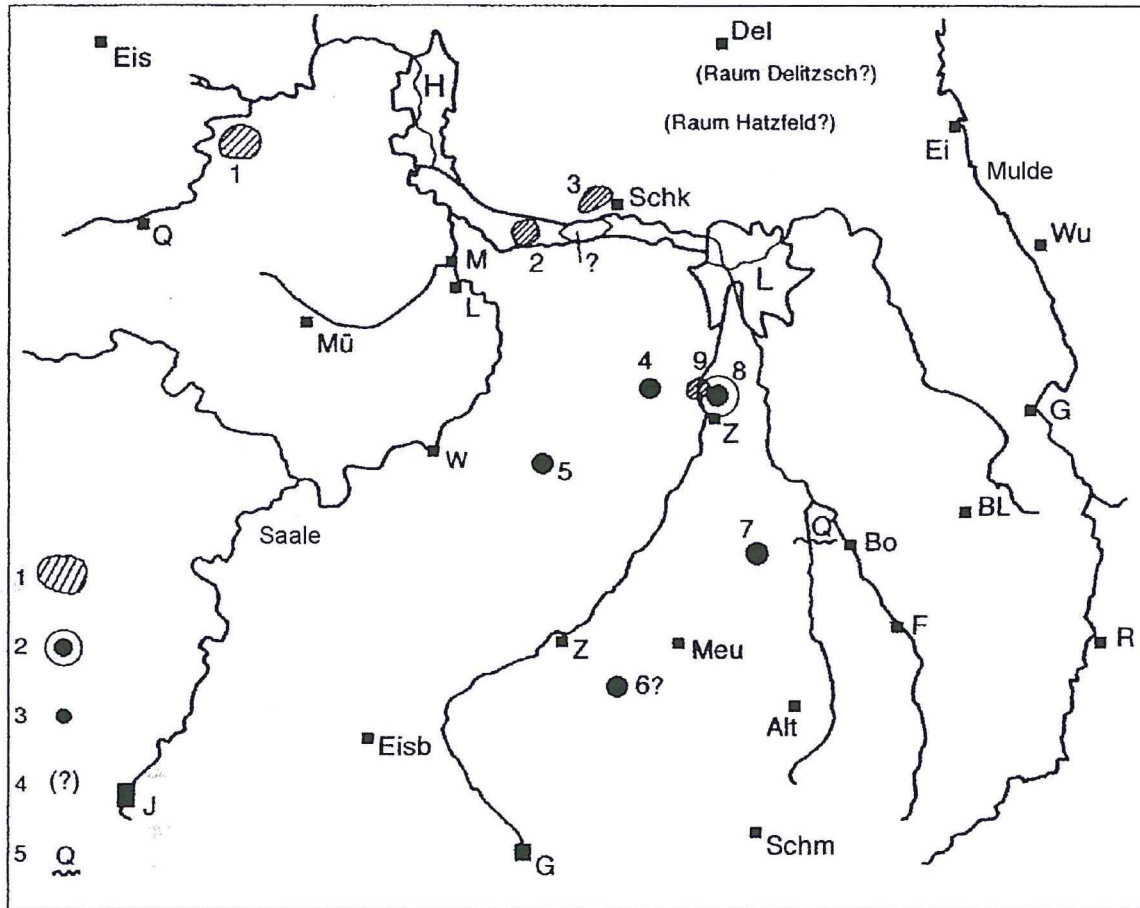 Eis
H
Del
(Raum Delitzsch?)
(Raum Hatzfeld?)
Ei
Mulde
1
3
Schk
Q
2
?
Wu
M
L
L
Mü
4
9
8
Z
G
W
5
BL
Saale
7
Q
Bo
F
R
Z
Meu
6?
Alt
Eisb
J
G
Schm
1
2
3
4 (?)
5 Q